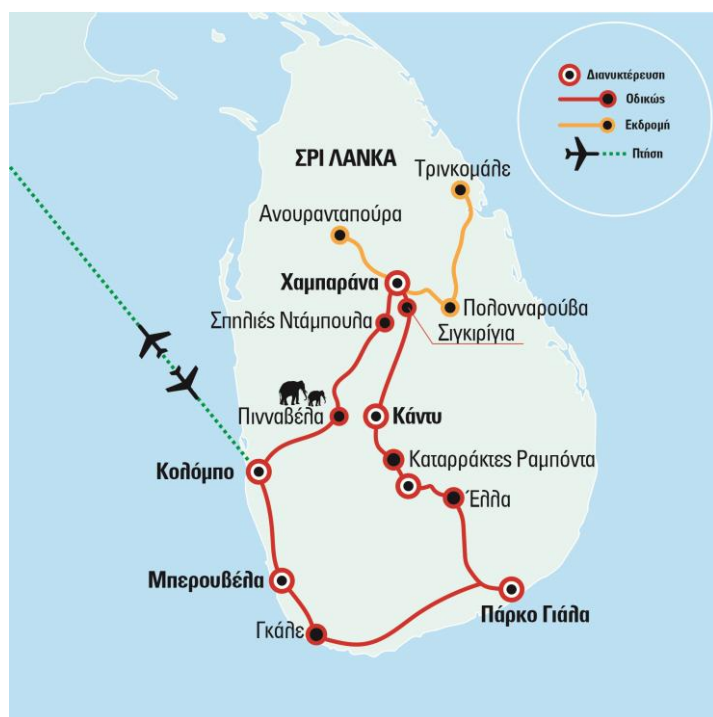 Διανυκτέρευση
Οδικώς
Εκδρομή
Πτήση
ΣΡΙ ΛΑΝΚΑ
Τρινκομάλε
Ανουρανταπούρα
Χαμπαράνα
Πολονναρούβα
Σπηλιές Ντάμπουλα
Σιγκιρίγια
Πινναβέλα
Κάντυ
Καταρράκτες Ραμπόντα
Κολόμπο
Έλλα
Μπερουβέλα
Πάρκο Γιάλα
Γκάλε